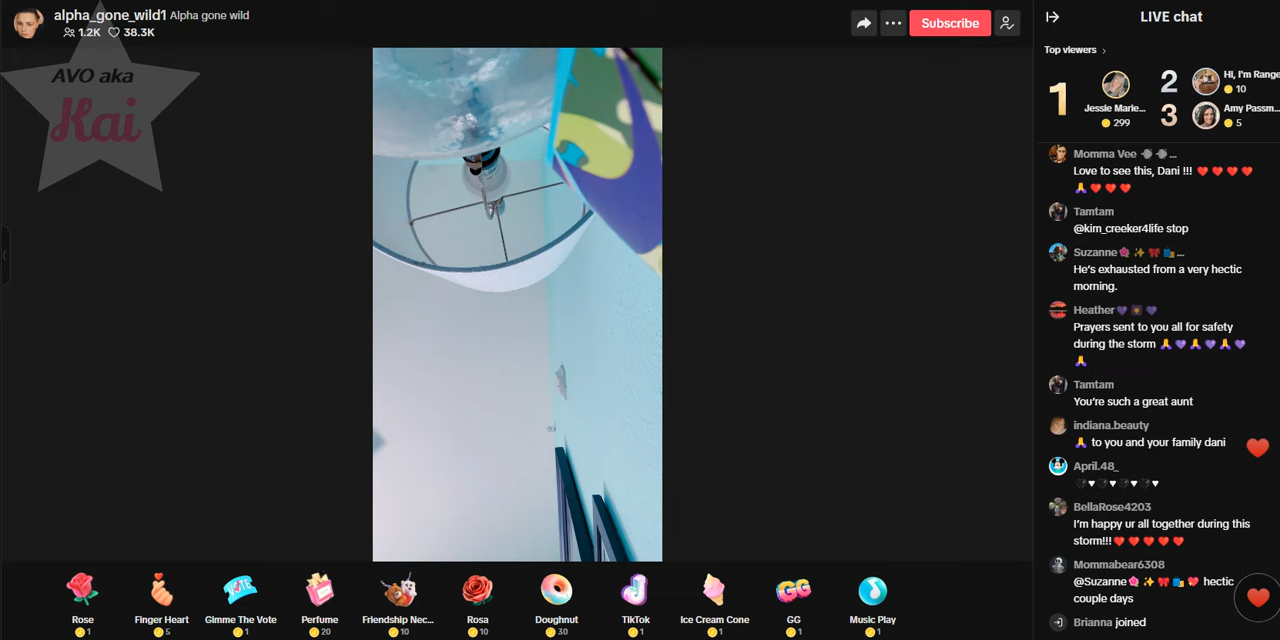 alpha_gone_wild1 Alpha gone wild
1.2K 38.3K
Subscribe
AVO aka
Kai
LIVE chat
Top viewers
1
Jessie Marie...
299
2
Hi, I'm Range
10
3
Amy Passm...
5
Momma Vee ...
Love to see this, Dani !!! ❤️ ❤️ ❤️ ❤️
🙏 ❤️ ❤️ ❤️
Tamtam
@kim_creeker4life stop
Suzanne🌺 ✨ 🎀 🎭 ...
He's exhausted from a very hectic
morning.
Heather💜 🎆 💜
Prayers sent to you all for safety
during the storm 🙏 💜 🙏 💜 🙏 💜
🙏
Tamtam
You're such a great aunt
indiana.beauty
🙏 to you and your family dani
April.48_
BellaRose4203
I'm happy ur all together during this
storm!!!❤️ ❤️ ❤️ ❤️ ❤️
Mommabear6308
@Suzanne🌺 ✨ 🎀 🎭 💖 hectic
couple days
Brianna joined
VOTE
GG
Rose
1
Finger Heart
5
Gimme The Vote
1
Perfume
20
Friendship Nec...
10
Rosa
10
Doughnut
30
TikTok
1
Ice Cream Cone
1
GG
1
Music Play
1